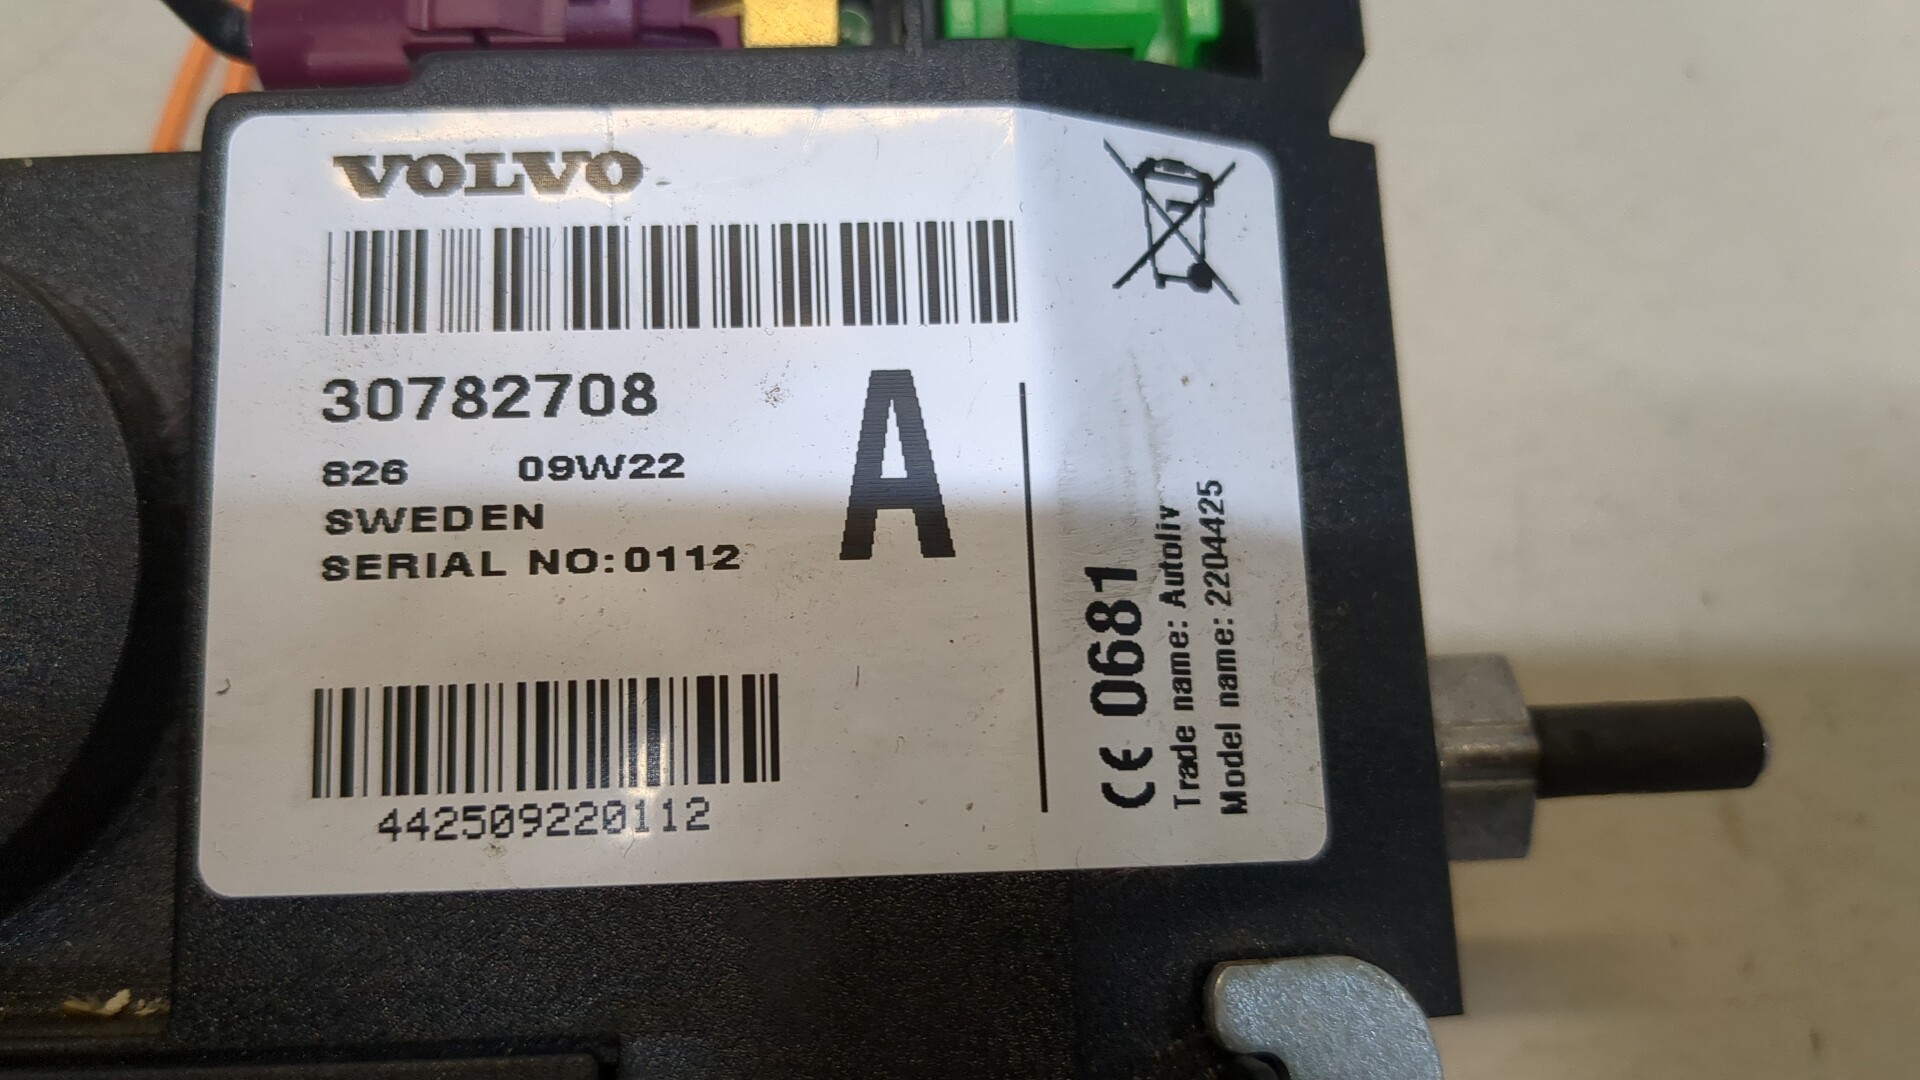 VOLVO
30782708
826 09W22
SWEDEN
SERIAL NO:0112
A
442509220112
CE 0681
Trade name: Autoliv
Model name: 2204425